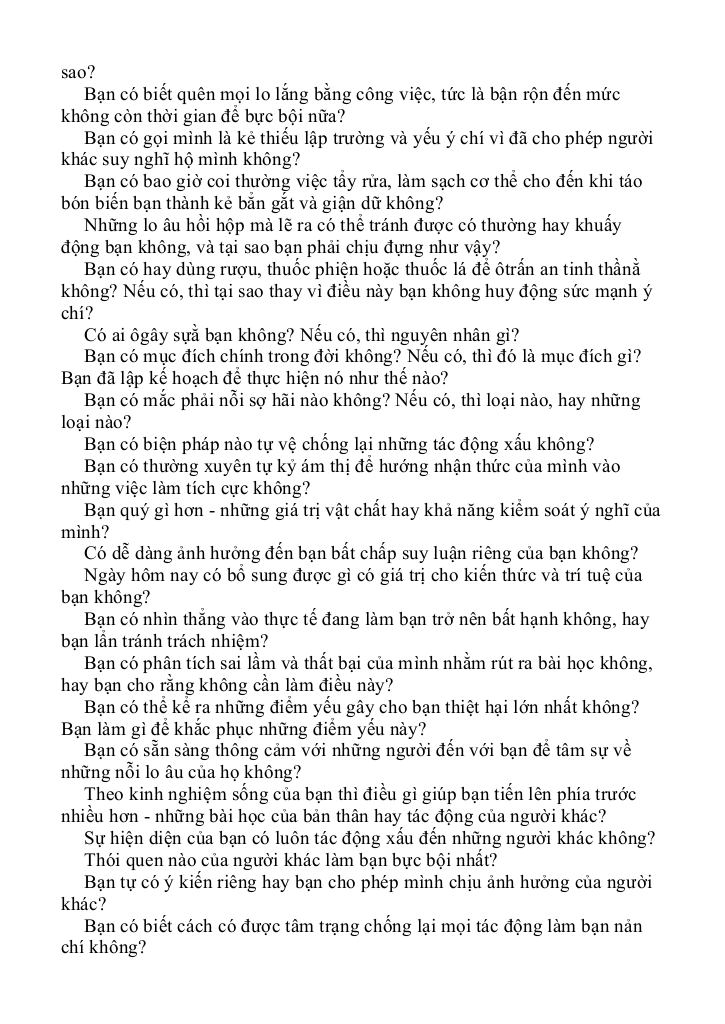 sao?
Bạn có biết quên mọi lo lắng bằng công việc, tức là bận rộn đến mức
không còn thời gian để bực bội nữa?
Bạn có gọi mình là kẻ thiếu lập trường và yếu ý chí vì đã cho phép người
khác suy nghĩ hộ mình không?
Bạn có bao giờ coi thường việc tẩy rửa, làm sạch cơ thể cho đến khi táo
bón biến bạn thành kẻ bẳn gắt và giận dữ không?
Những lo âu hồi hộp mà lẽ ra có thể tránh được có thường hay khuấy
động bạn không, và tại sao bạn phải chịu đựng như vậy?
Bạn có hay dùng rượu, thuốc phiện hoặc thuốc lá để ôtrấn an tinh thầnằ
không? Nếu có, thì tại sao thay vì điều này bạn không huy động sức mạnh ý
chí?
Có ai ôgây sựằ bạn không? Nếu có, thì nguyên nhân gì?
Bạn có mục đích chính trong đời không? Nếu có, thì đó là mục đích gì?
Bạn đã lập kế hoạch để thực hiện nó như thế nào?
Bạn có mắc phải nỗi sợ hãi nào không? Nếu có, thì loại nào, hay những
loại nào?
Bạn có biện pháp nào tự vệ chống lại những tác động xấu không?
Bạn có thường xuyên tự kỷ ám thị để hướng nhận thức của mình vào
những việc làm tích cực không?
Bạn quý gì hơn - những giá trị vật chất hay khả năng kiểm soát ý nghĩ của
mình?
Có dễ dàng ảnh hưởng đến bạn bất chấp suy luận riêng của bạn không?
Ngày hôm nay có bổ sung được gì có giá trị cho kiến thức và trí tuệ của
bạn không?
Bạn có nhìn thẳng vào thực tế đang làm bạn trở nên bất hạnh không, hay
bạn lẩn tránh trách nhiệm?
Bạn có phân tích sai lầm và thất bại của mình nhằm rút ra bài học không,
hay bạn cho rằng không cần làm điều này?
Bạn có thể kể ra những điểm yếu gây cho bạn thiệt hại lớn nhất không?
Bạn làm gì để khắc phục những điểm yếu này?
Bạn có sẵn sàng thông cảm với những người đến với bạn để tâm sự về
những nỗi lo âu của họ không?
Theo kinh nghiệm sống của bạn thì điều gì giúp bạn tiến lên phía trước
nhiều hơn - những bài học của bản thân hay tác động của người khác?
Sự hiện diện của bạn có luôn tác động xấu đến những người khác không?
Thói quen nào của người khác làm bạn bực bội nhất?
Bạn tự có ý kiến riêng hay bạn cho phép mình chịu ảnh hưởng của người
khác?
Bạn có biết cách có được tâm trạng chống lại mọi tác động làm bạn nản
chí không?